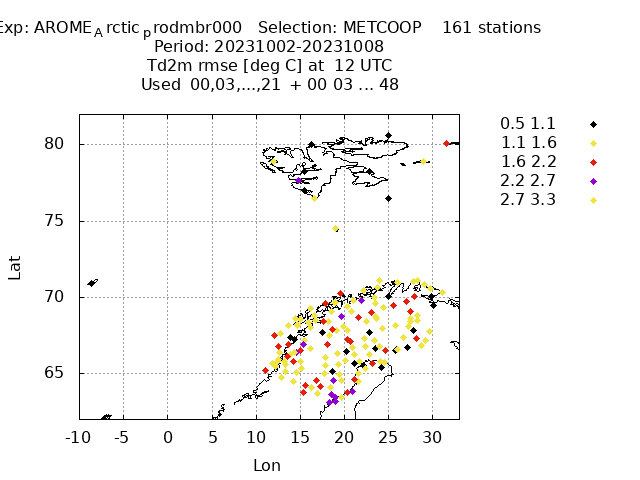 Exp: AROME_Arctic_prodmbr000 Selection: METCOOP 161 stations
Period: 20231002-20231008
Td2m rmse [deg C] at 12 UTC
Used 00,03,...,21 + 00 03 ... 48
0.5 1.1
1.1 1.6
1.6 2.2
2.2 2.7
2.7 3.3
80
75
70
65
Lat
-10 -5 0 5 10 15 20 25 30
Lon